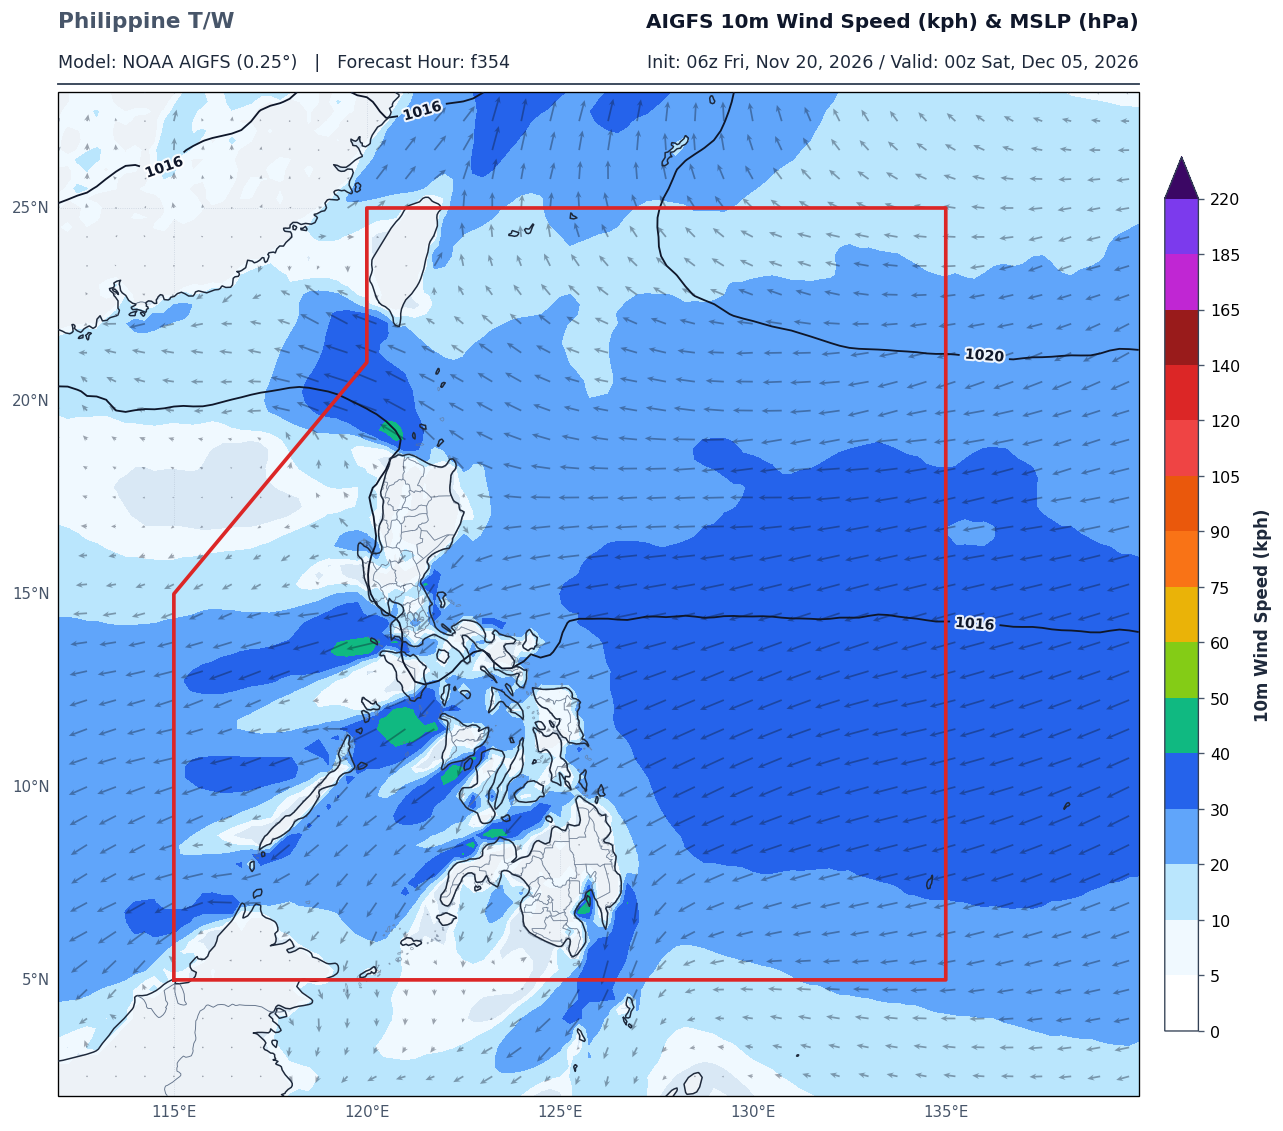 Philippine T/W
AIGFS 10m Wind Speed (kph) & MSLP (hPa)
Model: NOAA AIGFS (0.25°)   |   Forecast Hour: f354
Init: 06z Fri, Nov 20, 2026 / Valid: 00z Sat, Dec 05, 2026
1016
1016
1020
1016
25°N
20°N
15°N
10°N
5°N
115°E
120°E
125°E
130°E
135°E
220
185
165
140
120
105
90
75
60
50
40
30
20
10
5
0
10m Wind Speed (kph)